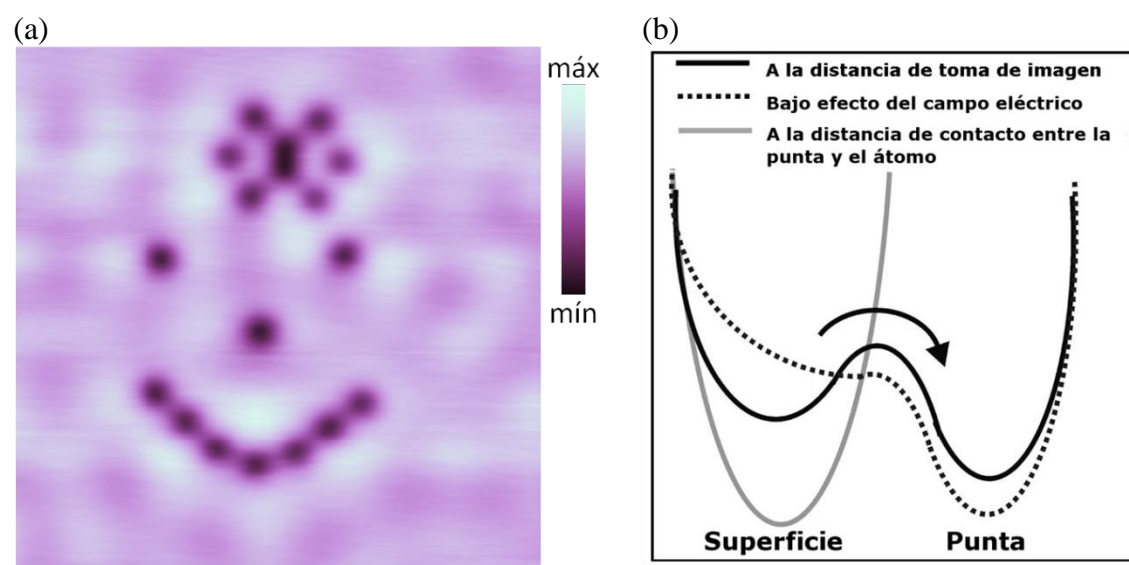 (a)
máx
mín
(b)
A la distancia de toma de imagen
Bajo efecto del campo eléctrico
A la distancia de contacto entre la
punta y el átomo
Superficie
Punta